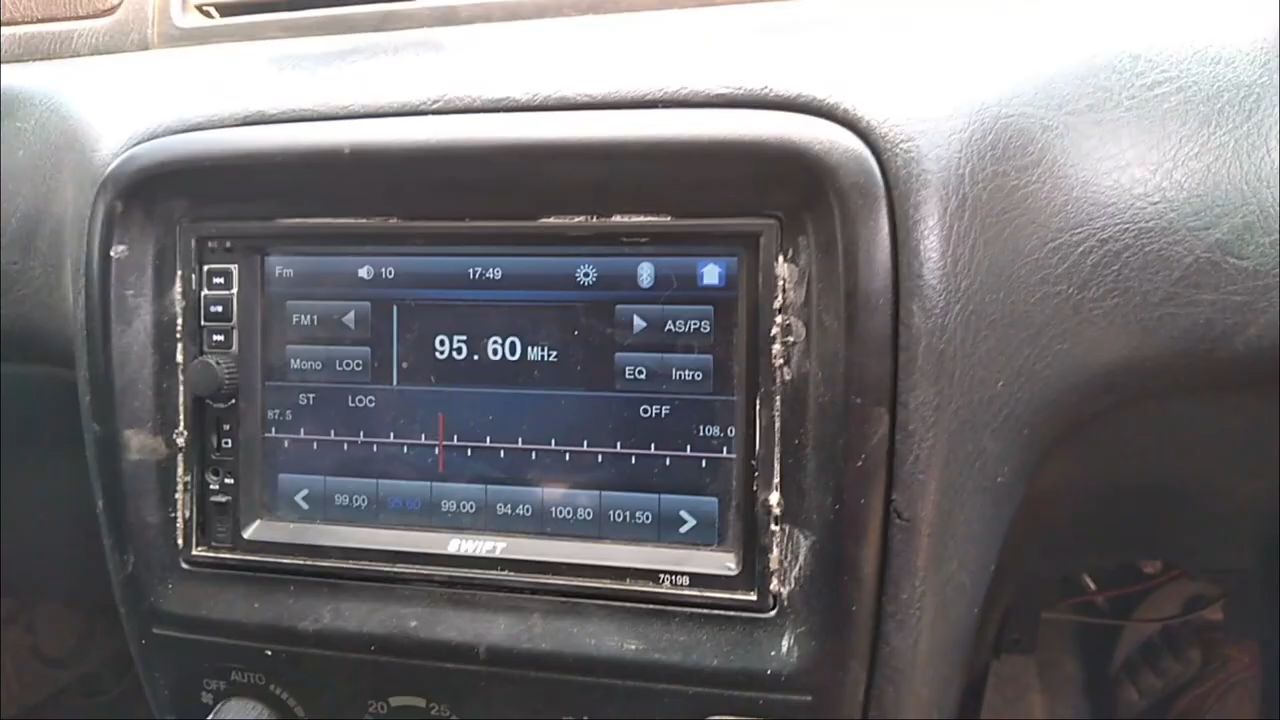 Fm 10 17:49
FM1 AS/PS
95.60 MHz
Mono LOC EQ Intro
ST LOC OFF
87.5 108.0
99.00 95.60 99.00 94.40 100.80 101.50
SWIFT
7019B
OFF AUTO
20 25